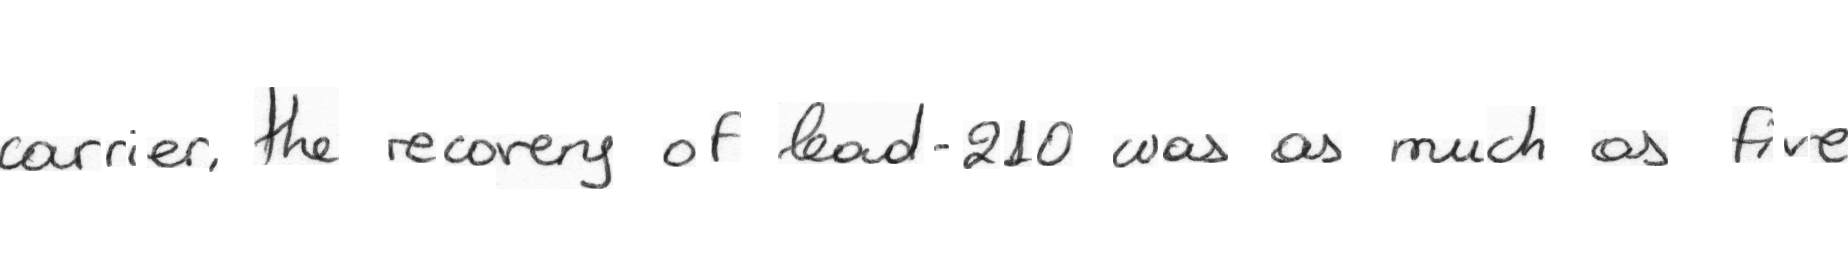 carrier, the recovery of lead-210 was as much as five